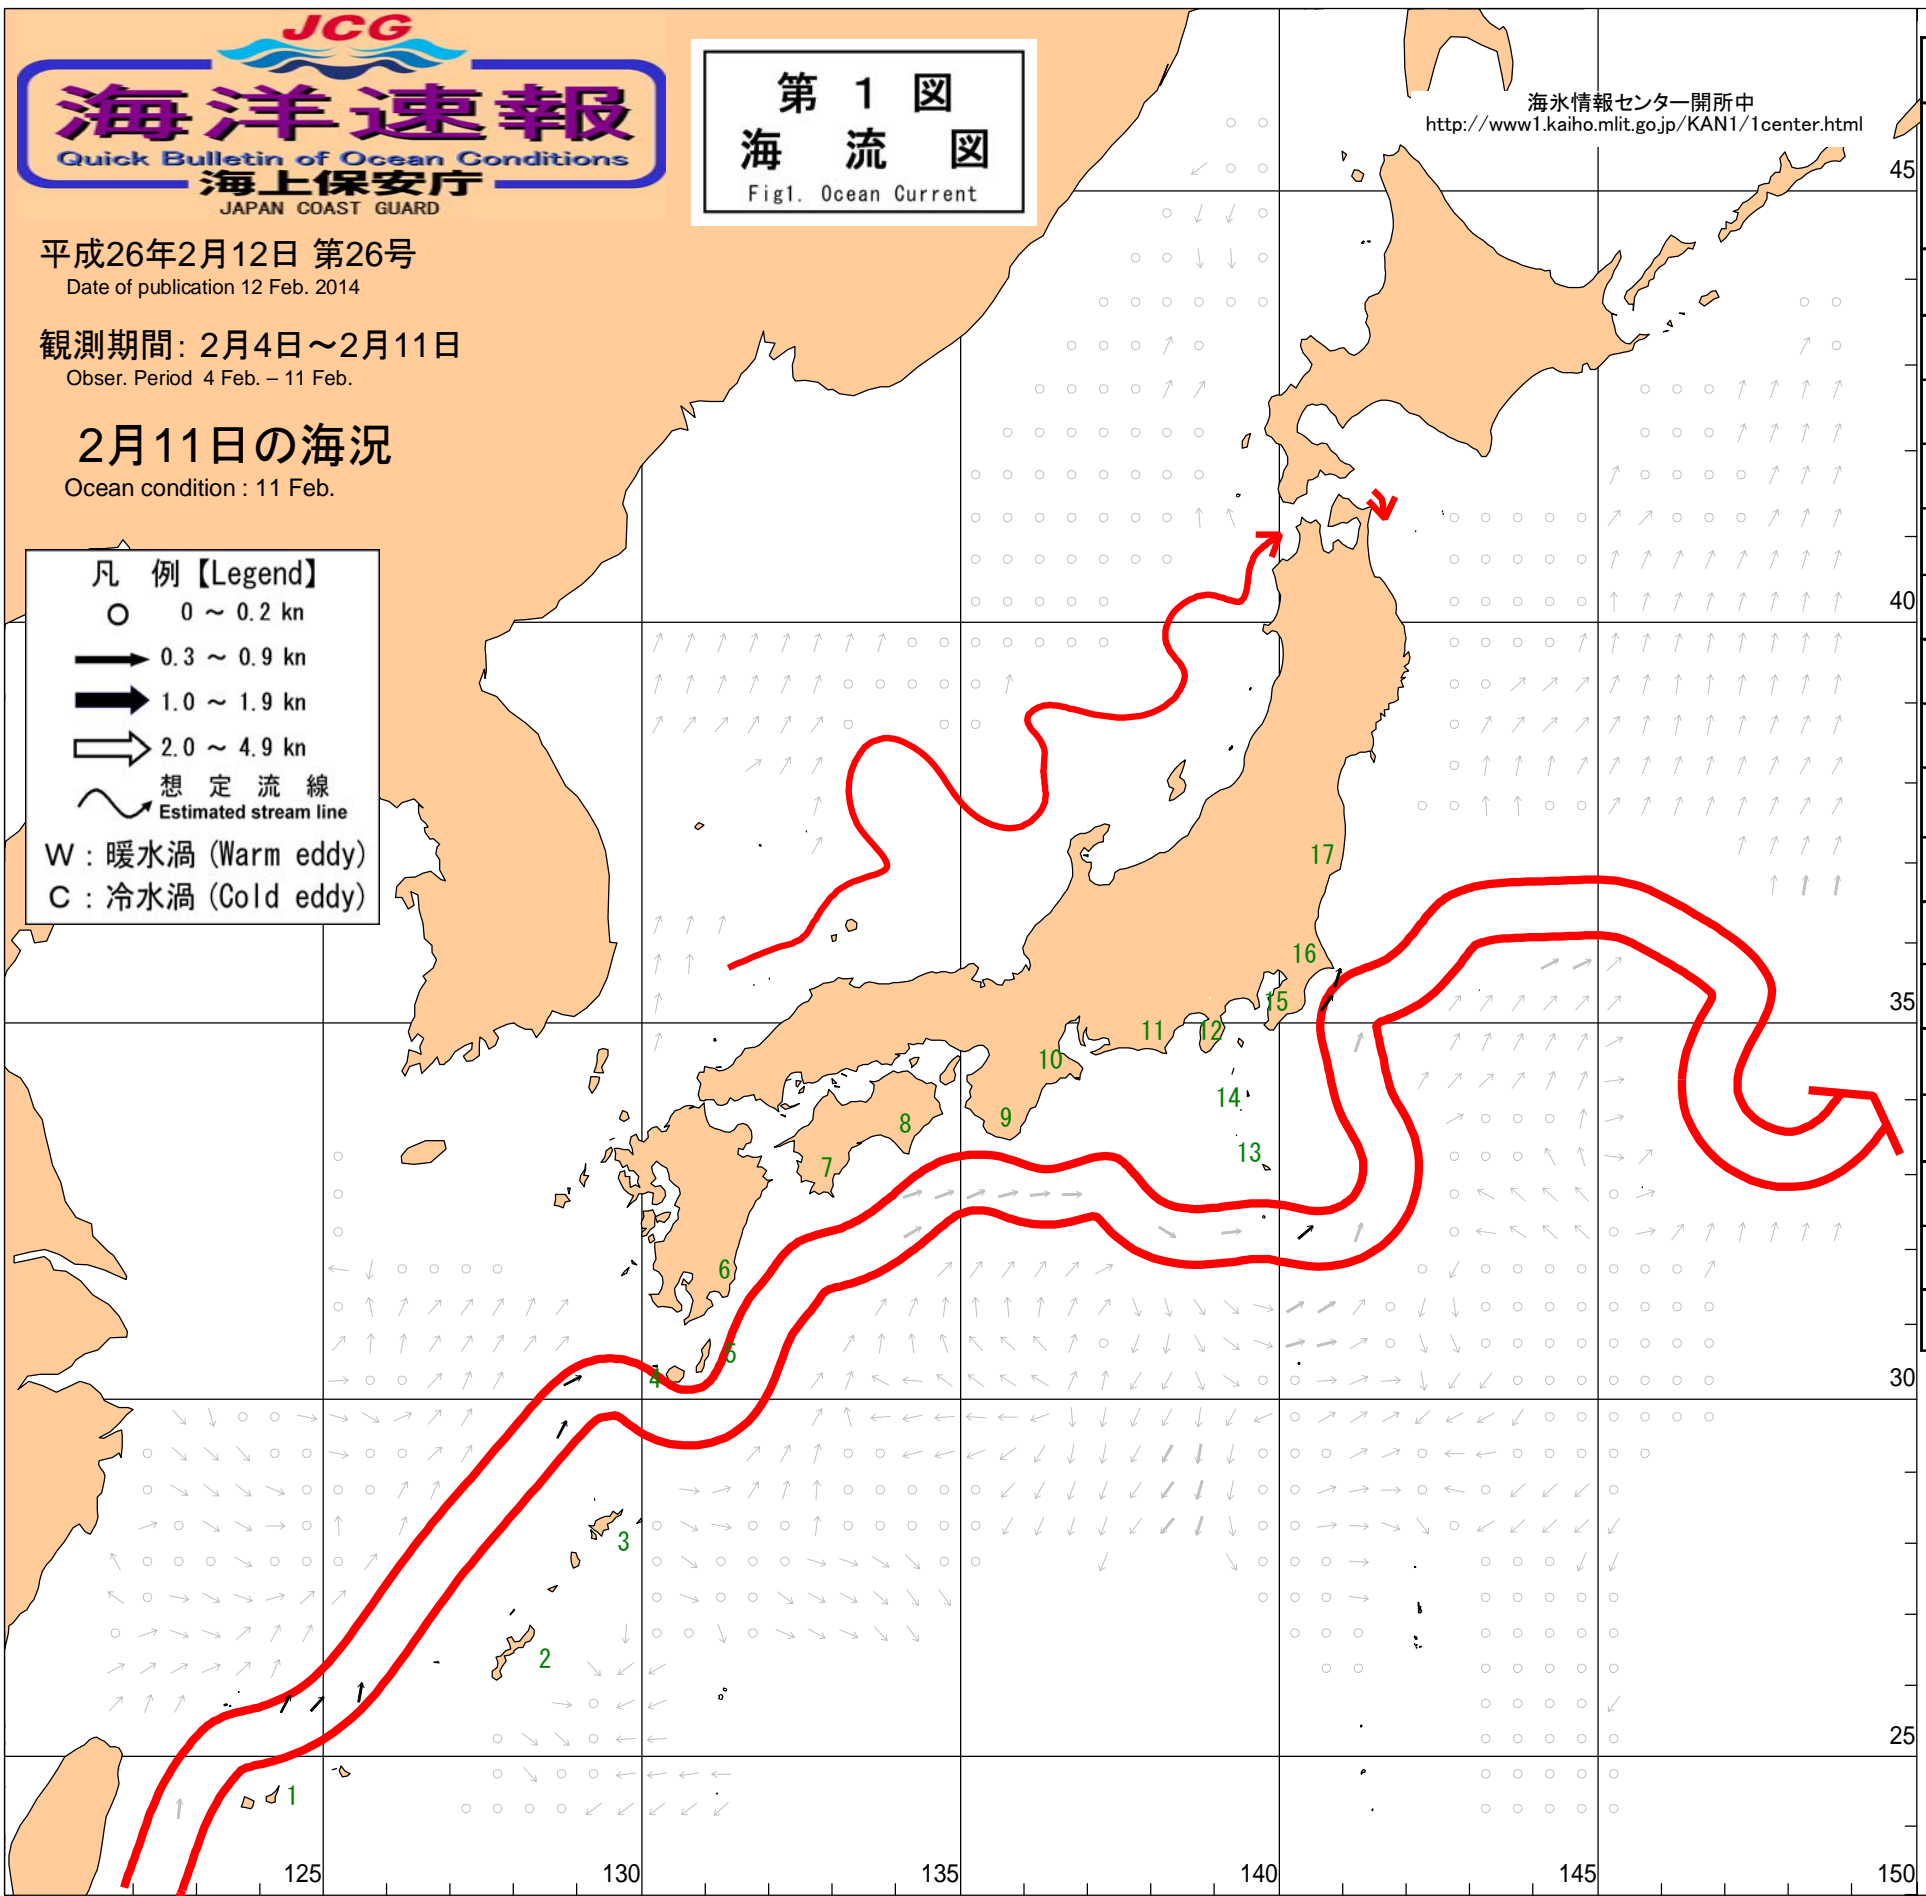 JCG
海洋速報
Quick Bulletin of Ocean Conditions
海上保安庁
JAPAN COAST GUARD
第 1 図
海 流 図
Fig1. Ocean Current
海氷情報センター開所中
http://www1.kaiho.mlit.go.jp/KAN1/1center.html
平成26年2月12日 第26号
Date of publication 12 Feb. 2014
観測期間: 2月4日～2月11日
Obser. Period 4 Feb. – 11 Feb.
2月11日の海況
Ocean condition : 11 Feb.
凡 例【Legend】
0 ～ 0.2 kn
0.3 ～ 0.9 kn
1.0 ～ 1.9 kn
2.0 ～ 4.9 kn
想 定 流 線
Estimated stream line
W : 暖水渦 (Warm eddy)
C : 冷水渦 (Cold eddy)
45
40
35
30
25
17
16
15
12
11
10
14
9
8
13
7
6
5
4
3
2
1
125
130
135
140
145
150